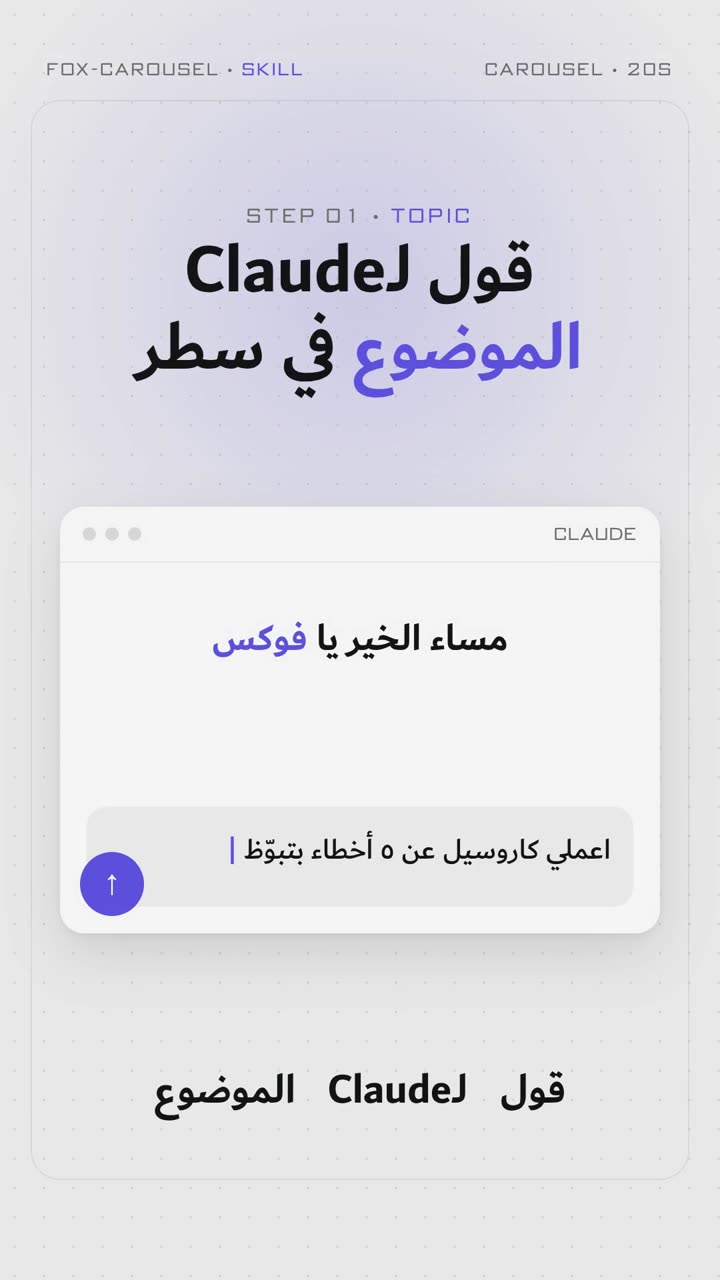 FOX-CAROUSEL • SKILL
CAROUSEL • 20S
STEP 01 • TOPIC
قول لـClaude
الموضوع في سطر
CLAUDE
مساء الخير يا فوكس
اعملي كاروسيل عن ٥ أخطاء بتبوّظ
↑
قول لـClaude الموضوع